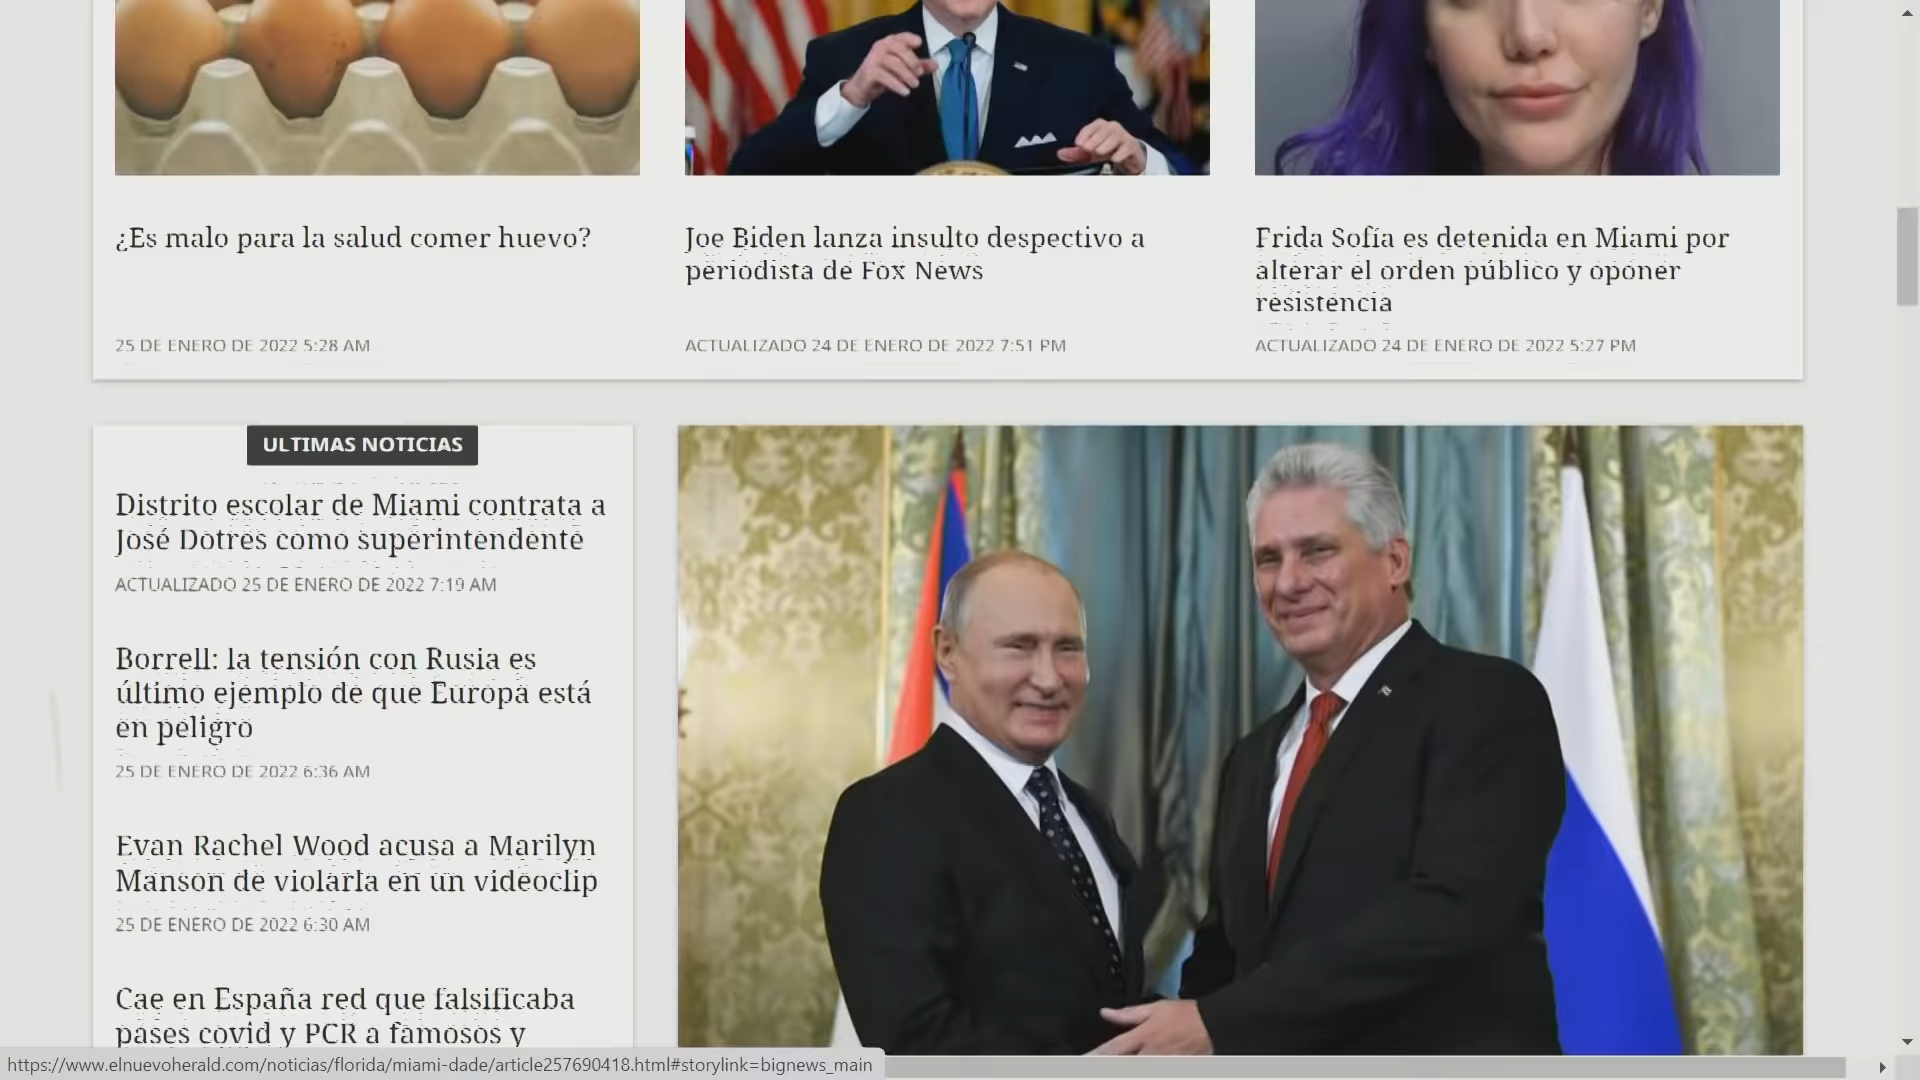 ¿Es malo para la salud comer huevo?
25 DE ENERO DE 2022 5:28 AM
Joe Biden lanza insulto despectivo a
periodista de Fox News
ACTUALIZADO 24 DE ENERO DE 2022 7:51 PM
Frida Sofía es detenida en Miami por
alterar el orden público y oponer
resistencia
ACTUALIZADO 24 DE ENERO DE 2022 5:27 PM
ULTIMAS NOTICIAS
Distrito escolar de Miami contrata a
José Dotres como superintendente
ACTUALIZADO 25 DE ENERO DE 2022 7:19 AM
Borrell: la tensión con Rusia es
último ejemplo de que Europa está
en peligro
25 DE ENERO DE 2022 6:36 AM
Evan Rachel Wood acusa a Marilyn
Manson de violarla en un videoclip
25 DE ENERO DE 2022 6:30 AM
Cae en España red que falsificaba
pases covid y PCR a famosos y
https://www.elnuevoherald.com/noticias/florida/miami-dade/article257690418.html#storylink=bignews_main